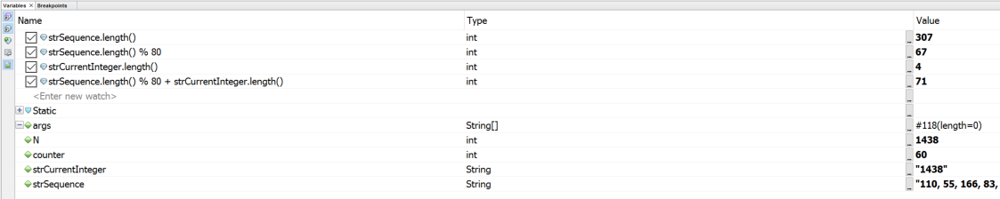 Variables × Breakpoints
Name Type Value
strSequence.length() int ... 307
strSequence.length() % 80 int ... 67
strCurrentInteger.length() int ... 4
strSequence.length() % 80 + strCurrentInteger.length() int ... 71
<Enter new watch> ...
Static ...
args String[] ... #118(length=0)
N int ... 1438
counter int ... 60
strCurrentInteger String ... "1438"
strSequence String ... "110, 55, 166, 83,